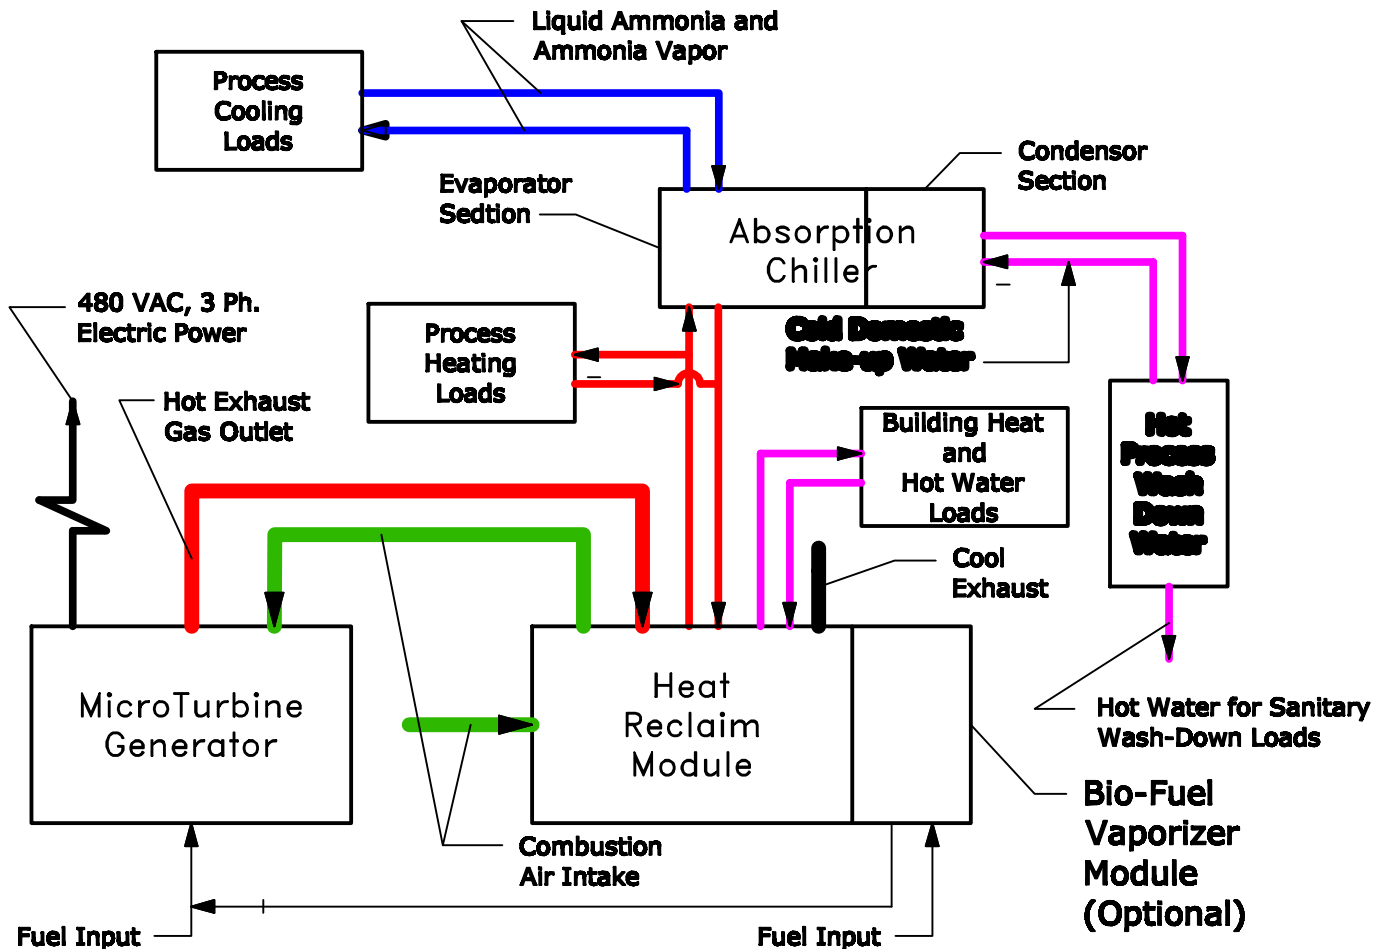 Liquid Ammonia and
Ammonia Vapor
Process
Cooling
Loads
Condensor
Section
Evaporator
Sedtion
Absorption
Chiller
480 VAC, 3 Ph.
Electric Power
Process
Heating
Loads
Cold Domestic
Make-up Water
Hot Exhaust
Gas Outlet
Building Heat
and
Hot Water
Loads
Hot
Process
Wash
Down
Water
Cool
Exhaust
MicroTurbine
Generator
Heat
Reclaim
Module
Hot Water for Sanitary
Wash-Down Loads
Bio-Fuel
Vaporizer
Module
(Optional)
Combustion
Air Intake
Fuel Input
Fuel Input